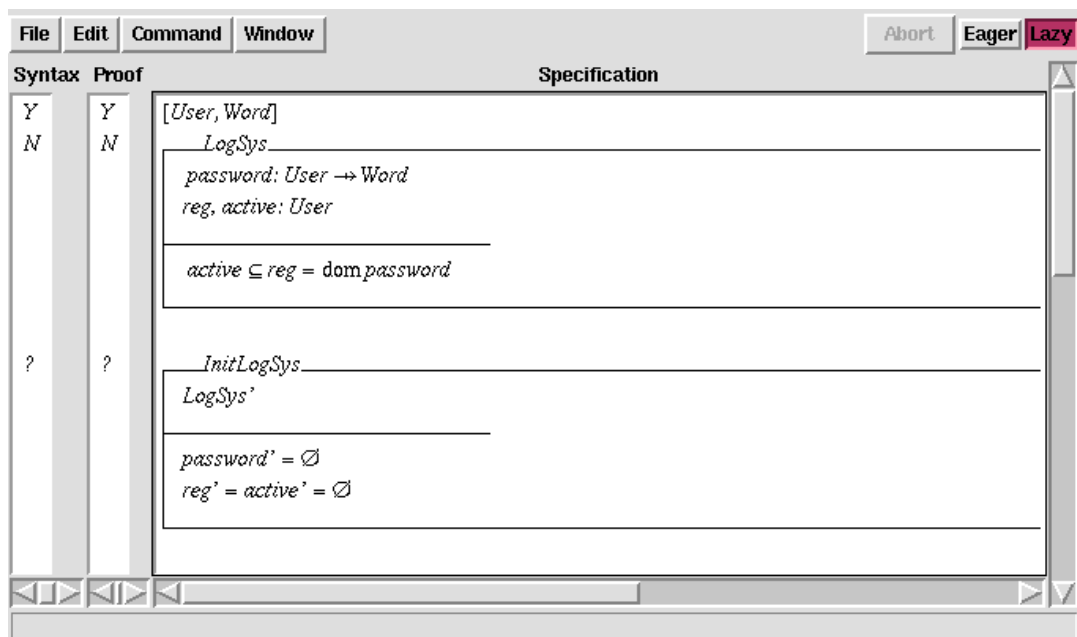 File Edit Command Window Abort Eager Lazy
Syntax Proof Specification
Y Y [User, Word]
N N LogSys
password: User ⇸ Word
reg, active: User
active ⊆ reg = dom password
? ? InitLogSys
LogSys’
password’ = ∅
reg’ = active’ = ∅